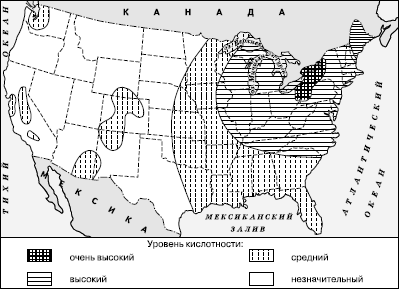 КАНАДА
ТИХИЙ ОКЕАН
АТЛАНТИЧЕСКИЙ ОКЕАН
МЕКСИКА
МЕКСИКАНСКИЙ
ЗАЛИВ
Уровень кислотности:
очень высокий
средний
высокий
незначительный